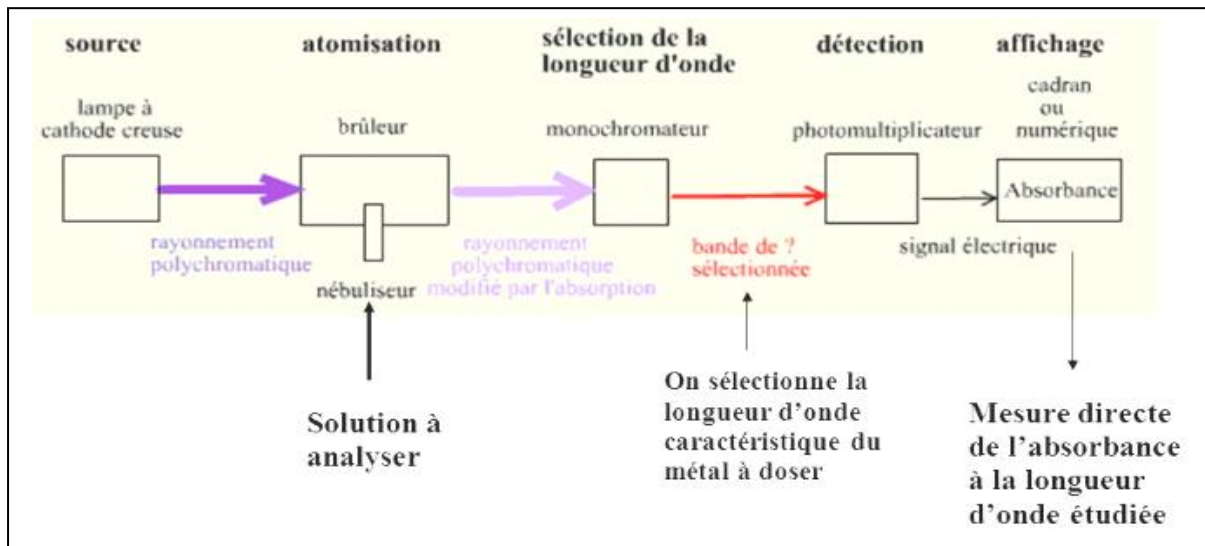 source
atomisation
sélection de la
longueur d'onde
détection
affichage
lampe à
cathode creuse
brûleur
monochromateur
photomultiplicateur
cadran
ou
numérique
Absorbance
rayonnement
polychromatique
nébuliseur
rayonnement
polychromatique
modifié par l'absorption
bande de ?
sélectionnée
signal électrique
Solution à
analyser
On sélectionne la
longueur d’onde
caractéristique du
métal à doser
Mesure directe
de l’absorbance
à la longueur
d’onde étudiée